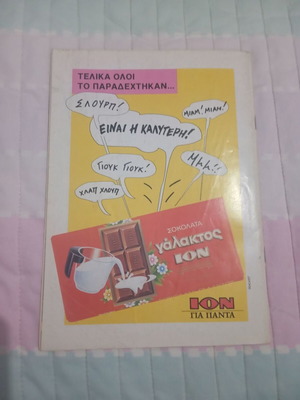 ΤΕΛΙΚΑ ΟΛΟΙ
ΤΟ ΠΑΡΑΔΕΧΤΗΚΑΝ...
ΣΛΟΥΡΠ!
ΜΙΑΜ! ΜΙΑΜ!
ΕΙΝΑΙ Η ΚΑΛΥΤΕΡΗ!
ΓΙΟΥΚ ΓΙΟΥΚ!
Μμμ!!
ΧΛΑΠ ΧΛΟΥΠ
ΣΟΚΟΛΑΤΑ
γάλακτος
ΙΟΝ
ΙΟΝ
ΓΙΑ ΠΑΝΤΑ